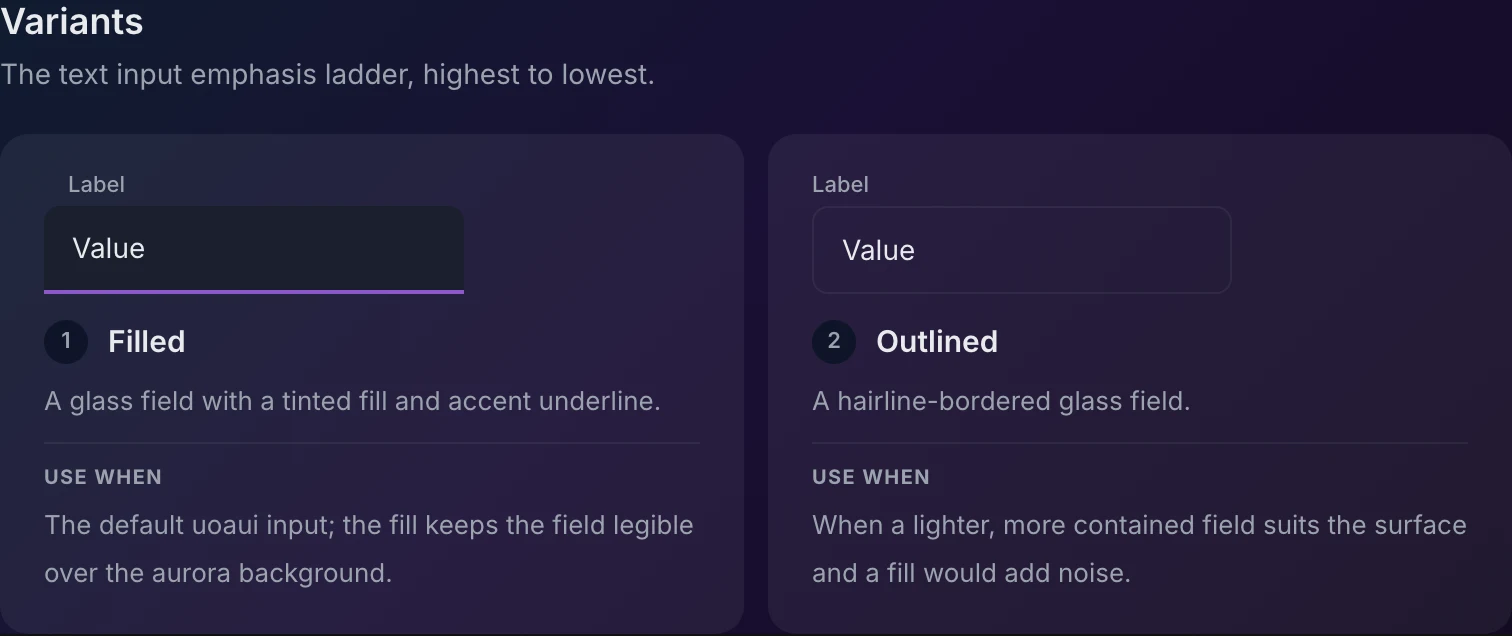 Variants
The text input emphasis ladder, highest to lowest.
Label
Value
1 Filled
A glass field with a tinted fill and accent underline.
USE WHEN
The default uoaui input; the fill keeps the field legible
over the aurora background.
Label
Value
2 Outlined
A hairline-bordered glass field.
USE WHEN
When a lighter, more contained field suits the surface
and a fill would add noise.